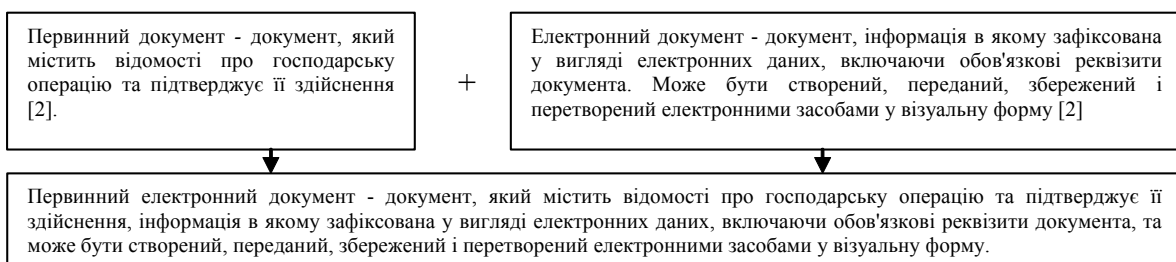 Первинний документ - документ, який
містить відомості про господарську
операцію та підтверджує її здійснення
[2].
+
Електронний документ - документ, інформація в якому зафіксована
у вигляді електронних даних, включаючи обов'язкові реквізити
документа. Може бути створений, переданий, збережений і
перетворений електронними засобами у візуальну форму [2]
Первинний електронний документ - документ, який містить відомості про господарську операцію та підтверджує її
здійснення, інформація в якому зафіксована у вигляді електронних даних, включаючи обов'язкові реквізити документа, та
може бути створений, переданий, збережений і перетворений електронними засобами у візуальну форму.